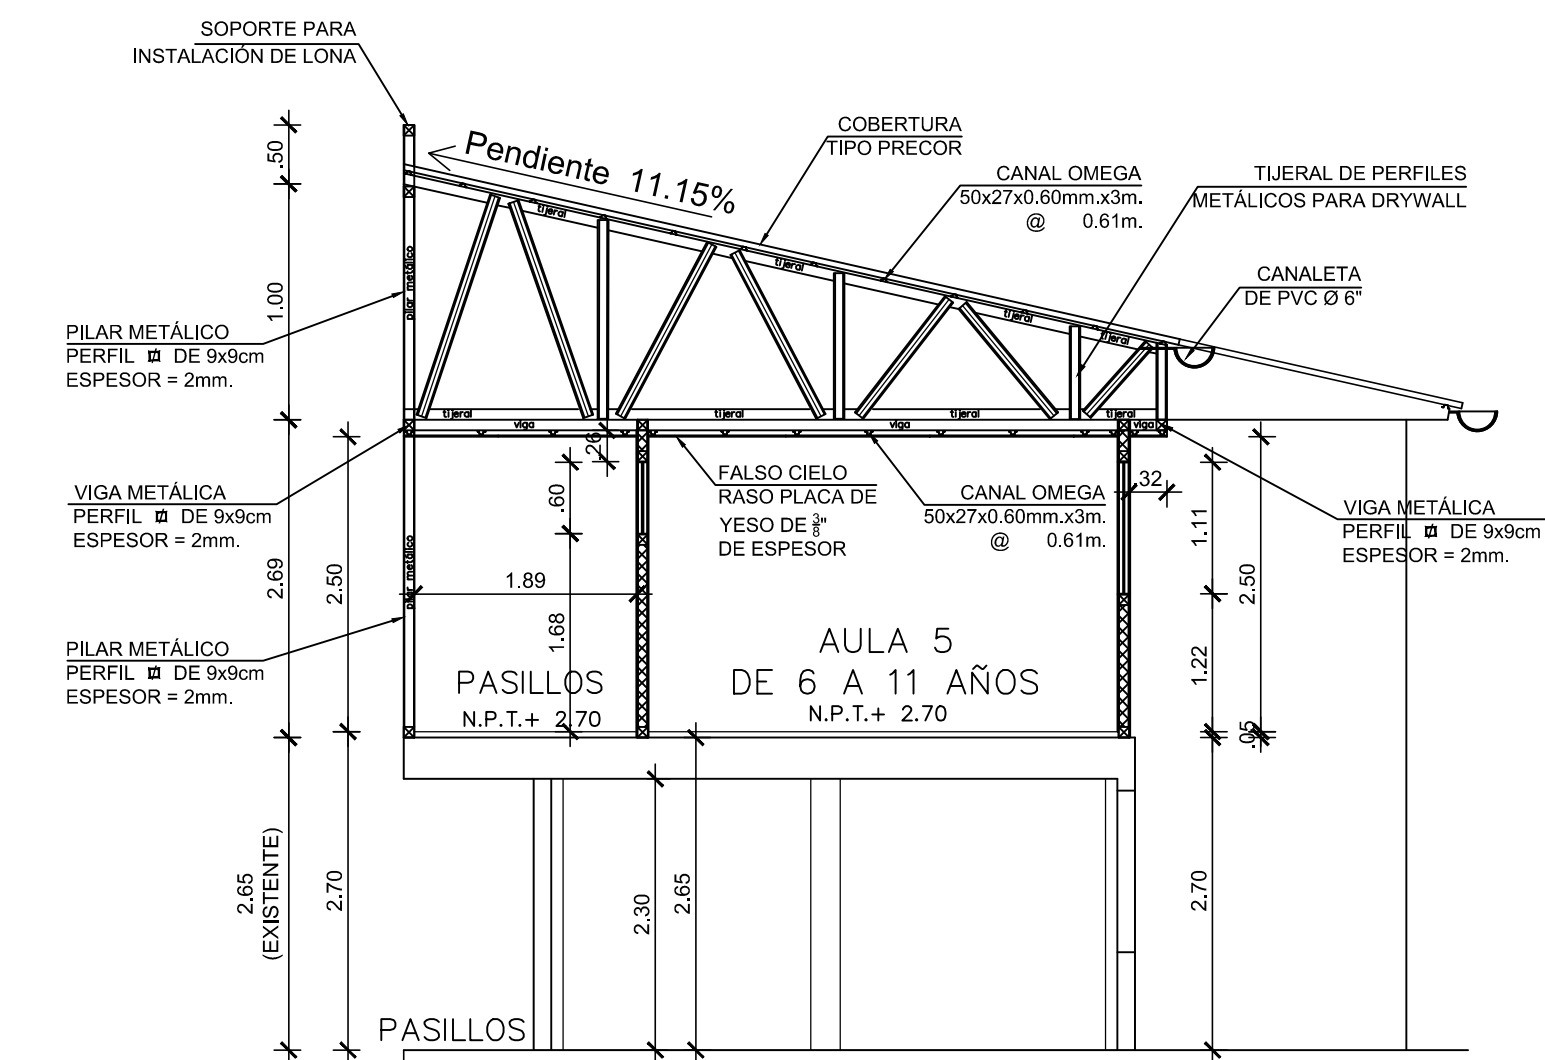 SOPORTE PARA
INSTALACIÓN DE LONA
COBERTURA
TIPO PRECOR
Pendiente 11.15%
CANAL OMEGA
50x27x0.60mm.x3m.
@ 0.61m.
TIJERAL DE PERFILES
METÁLICOS PARA DRYWALL
CANALETA
DE PVC Ø 6"
.50
1.00
tijeral
tijeral
tijeral
tijeral
pilar metálico
PILAR METÁLICO
PERFIL DE 9x9cm
ESPESOR = 2mm.
tijeral
tijeral
tijeral
tijeral
viga
viga
viga
.26
VIGA METÁLICA
PERFIL DE 9x9cm
ESPESOR = 2mm.
FALSO CIELO
RASO PLACA DE
YESO DE 3/8"
DE ESPESOR
CANAL OMEGA
50x27x0.60mm.x3m.
@ 0.61m.
.32
VIGA METÁLICA
PERFIL DE 9x9cm
ESPESOR = 2mm.
2.69
2.50
pilar metálico
.60
1.89
1.68
1.11
2.50
1.22
.05
PILAR METÁLICO
PERFIL DE 9x9cm
ESPESOR = 2mm.
PASILLOS
N.P.T.+ 2.70
AULA 5
DE 6 A 11 AÑOS
N.P.T.+ 2.70
2.65
(EXISTENTE)
2.70
2.30
2.65
2.70
PASILLOS